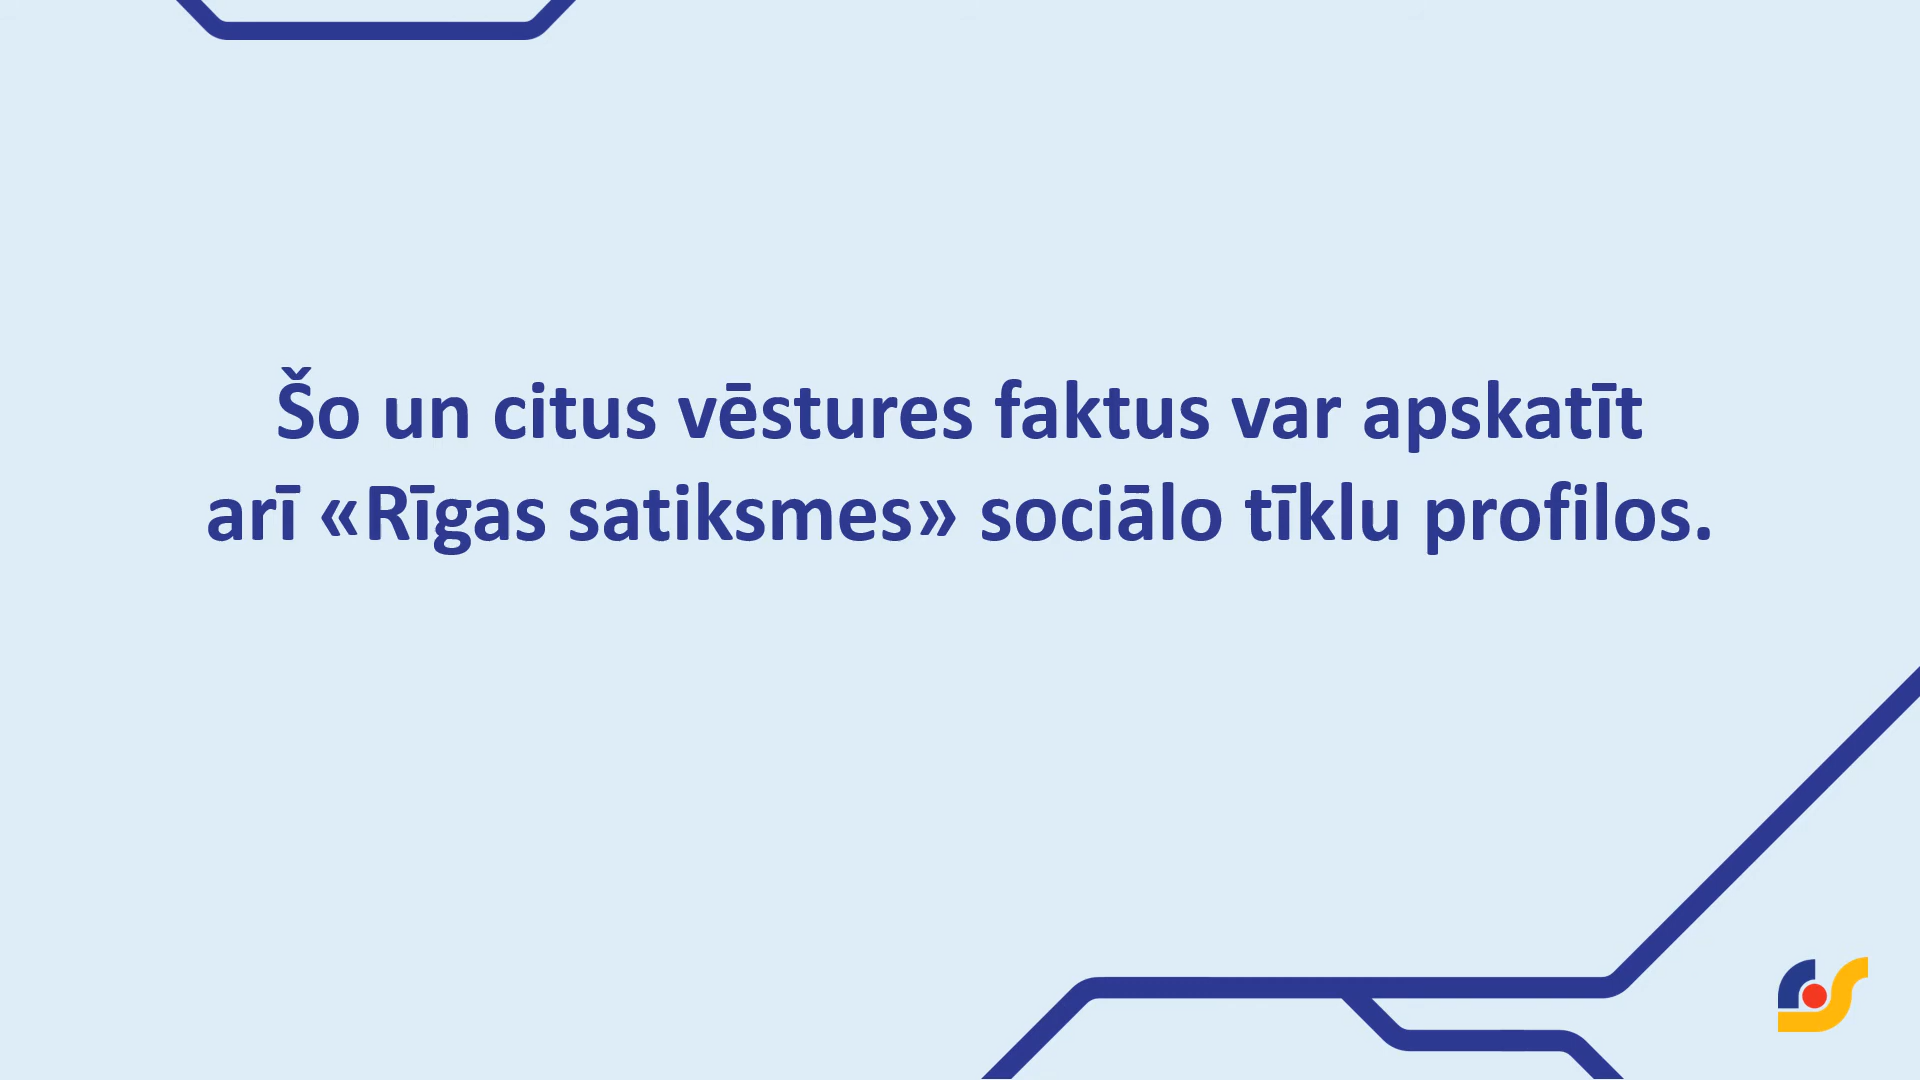 Šo un citus vēstures faktus var apskatīt
arī «Rīgas satiksmes» sociālo tīklu profilos.